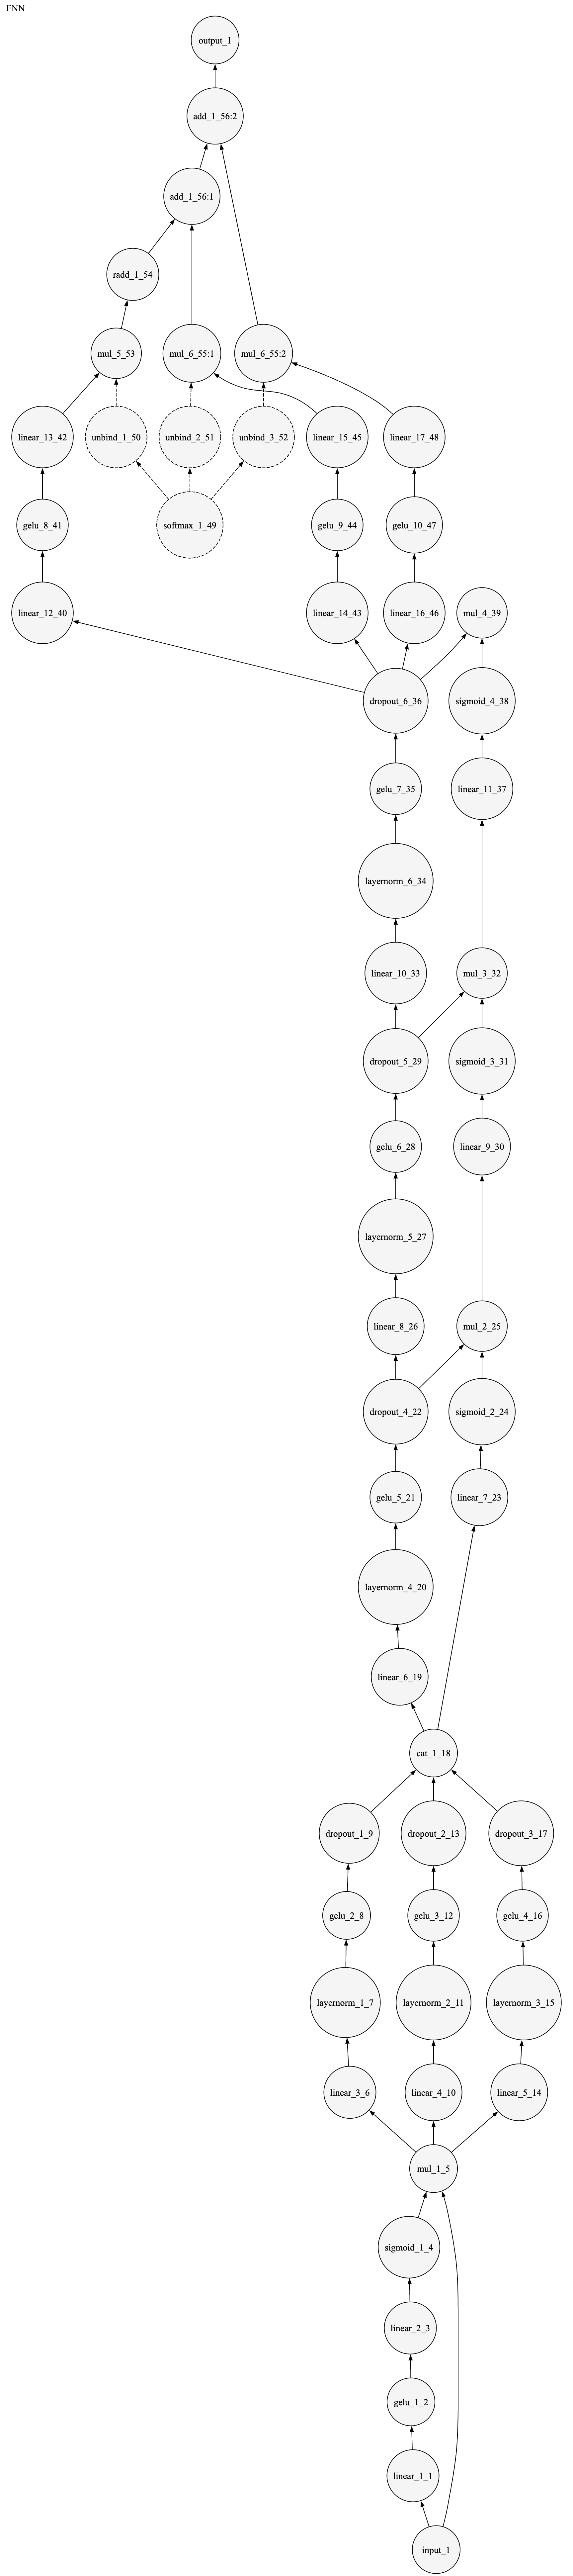 FNN
output_1
add_1_56:2
add_1_56:1
radd_1_54
mul_5_53
mul_6_55:1
mul_6_55:2
linear_13_42
unbind_1_50
unbind_2_51
unbind_3_52
linear_15_45
linear_17_48
gelu_8_41
softmax_1_49
gelu_9_44
gelu_10_47
linear_12_40
linear_14_43
linear_16_46
mul_4_39
dropout_6_36
sigmoid_4_38
gelu_7_35
linear_11_37
layernorm_6_34
linear_10_33
mul_3_32
dropout_5_29
sigmoid_3_31
gelu_6_28
linear_9_30
layernorm_5_27
linear_8_26
mul_2_25
dropout_4_22
sigmoid_2_24
gelu_5_21
linear_7_23
layernorm_4_20
linear_6_19
cat_1_18
dropout_1_9
dropout_2_13
dropout_3_17
gelu_2_8
gelu_3_12
gelu_4_16
layernorm_1_7
layernorm_2_11
layernorm_3_15
linear_3_6
linear_4_10
linear_5_14
mul_1_5
sigmoid_1_4
linear_2_3
gelu_1_2
linear_1_1
input_1